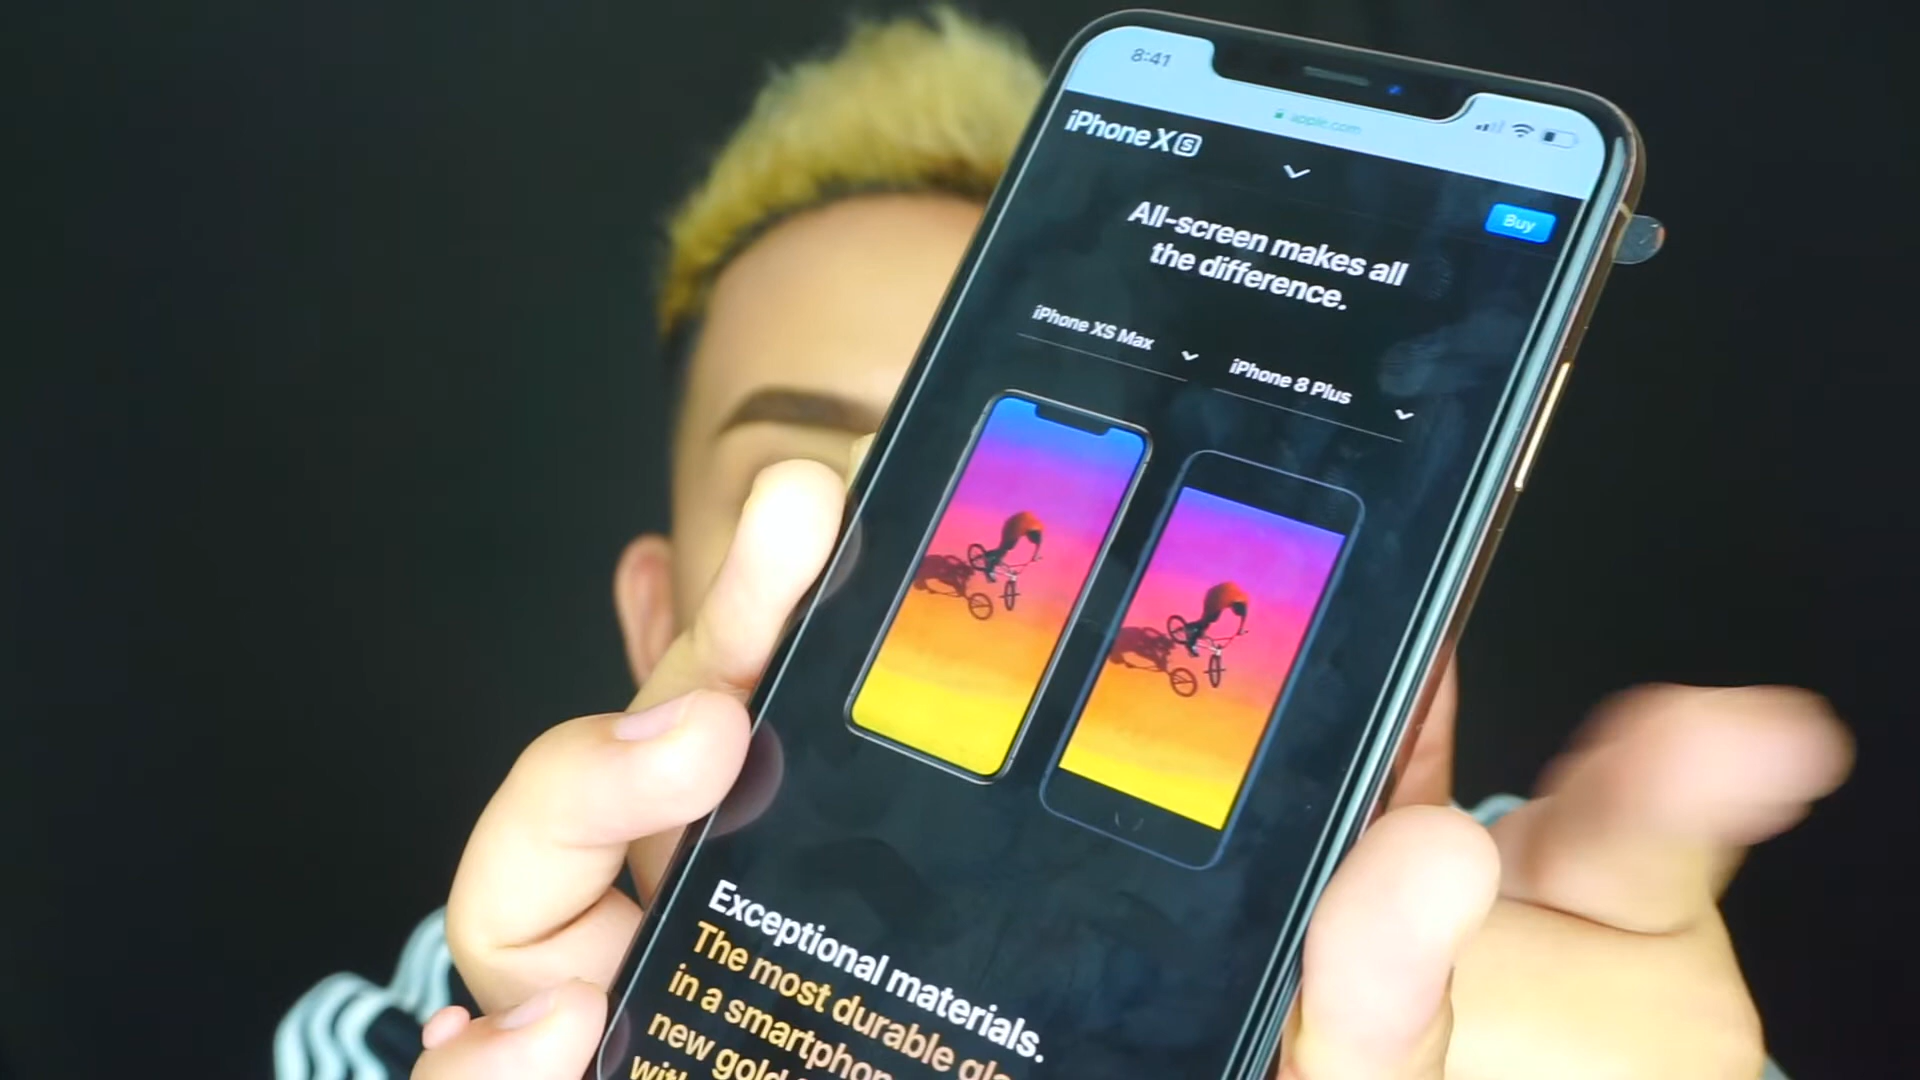 8:41
apple.com
iPhone XS
Buy
All-screen makes all
the difference.
iPhone XS Max
iPhone 8 Plus
Exceptional materials.
The most durable
in a
new gold